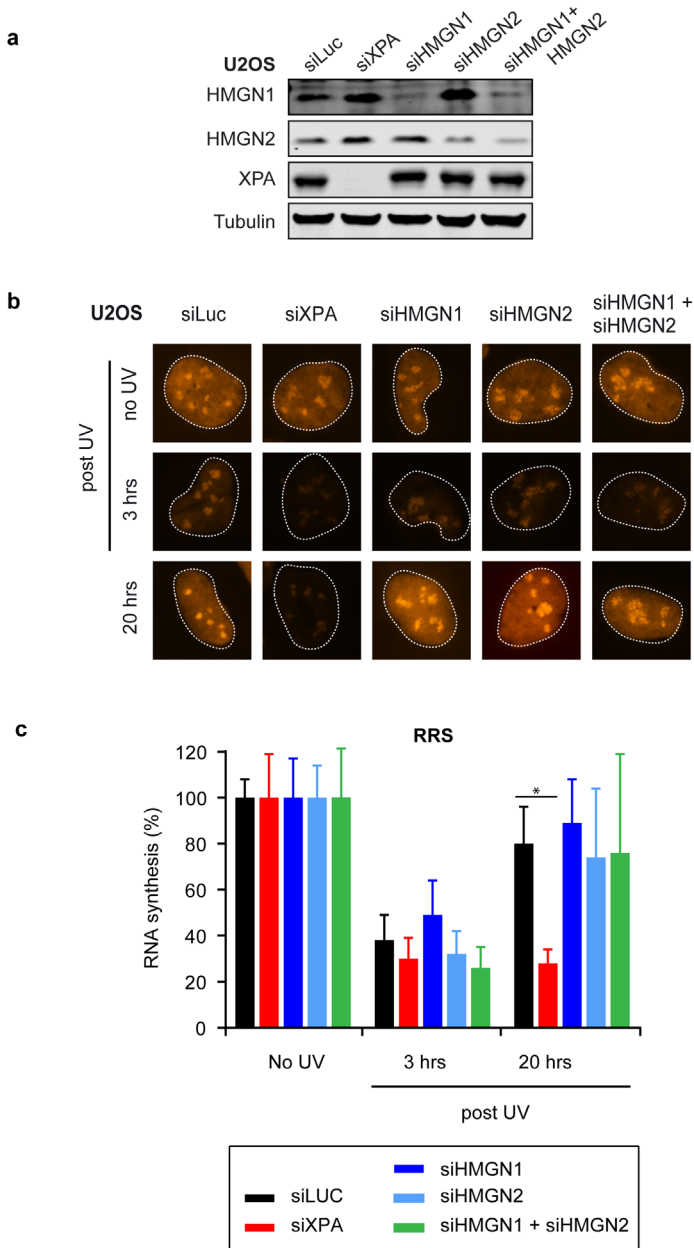 a
U2OS
siLuc
siXPA
siHMGN1
siHMGN2
siHMGN1+
HMGN2
HMGN1
HMGN2
XPA
Tubulin
b
U2OS
siLuc
siXPA
siHMGN1
siHMGN2
siHMGN1 +
siHMGN2
post UV
no UV
3 hrs
20 hrs
c
RRS
RNA synthesis (%)
120
100
80
60
40
20
0
*
No UV
3 hrs
20 hrs
post UV
siLUC
siXPA
siHMGN1
siHMGN2
siHMGN1 + siHMGN2